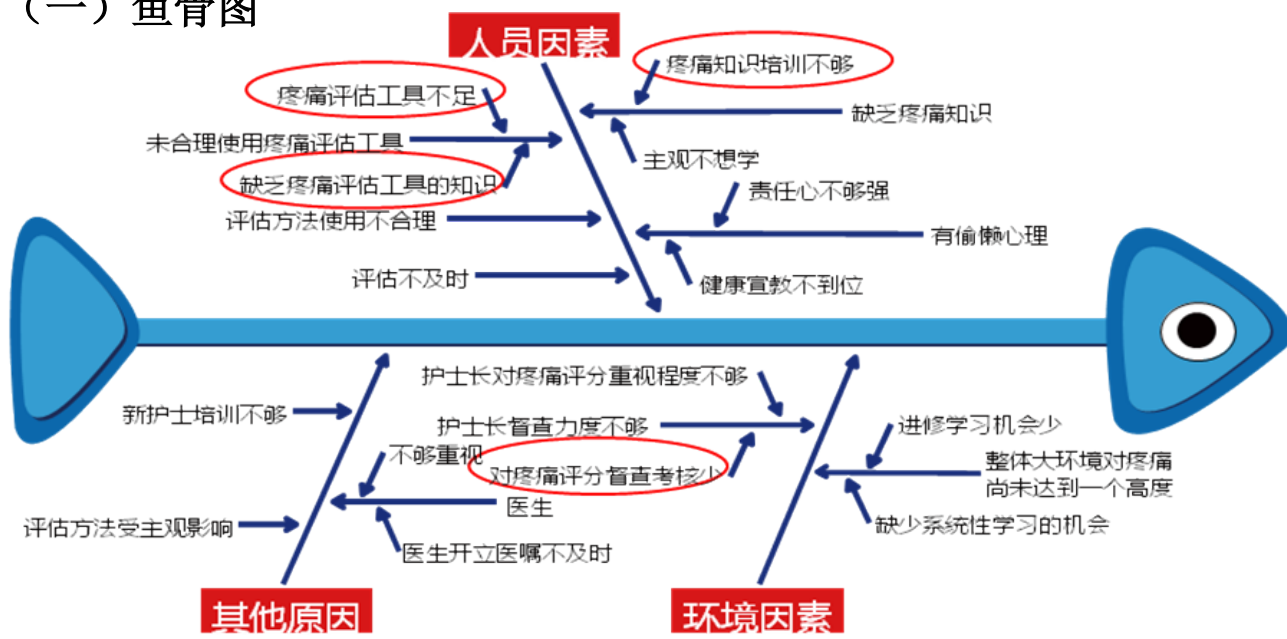 （一）鱼骨图
人员因素
疼痛知识培训不够
疼痛评估工具不足
缺乏疼痛知识
未合理使用疼痛评估工具
主观不想学
缺乏疼痛评估工具的知识
责任心不够强
评估方法使用不合理
有偷懒心理
评估不及时
健康宣教不到位
护士长对疼痛评分重视程度不够
新护士培训不够
护士长督查力度不够
进修学习机会少
不够重视
对疼痛评分督查考核少
整体大环境对疼痛
尚未达到一个高度
医生
评估方法受主观影响
缺少系统性学习的机会
医生开立医嘱不及时
其他原因
环境因素